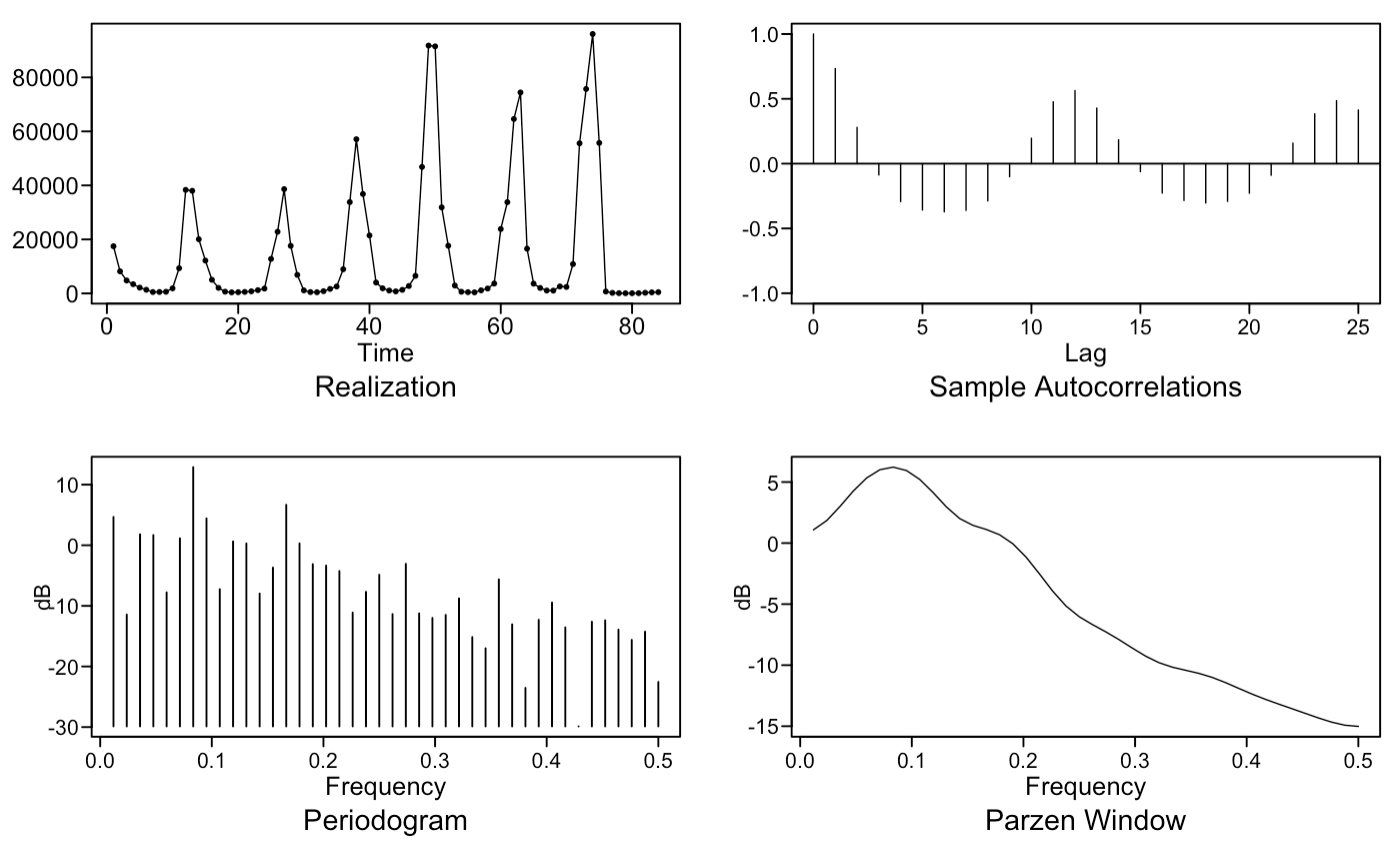 80000
60000
40000
20000
0
0 20 40 60 80
Time
Realization
1.0
0.5
0.0
-0.5
-1.0
0 5 10 15 20 25
Lag
Sample Autocorrelations
dB
10
0
-10
-20
-30
0.0 0.1 0.2 0.3 0.4 0.5
Frequency
Periodogram
dB
5
0
-5
-10
-15
0.0 0.1 0.2 0.3 0.4 0.5
Frequency
Parzen Window